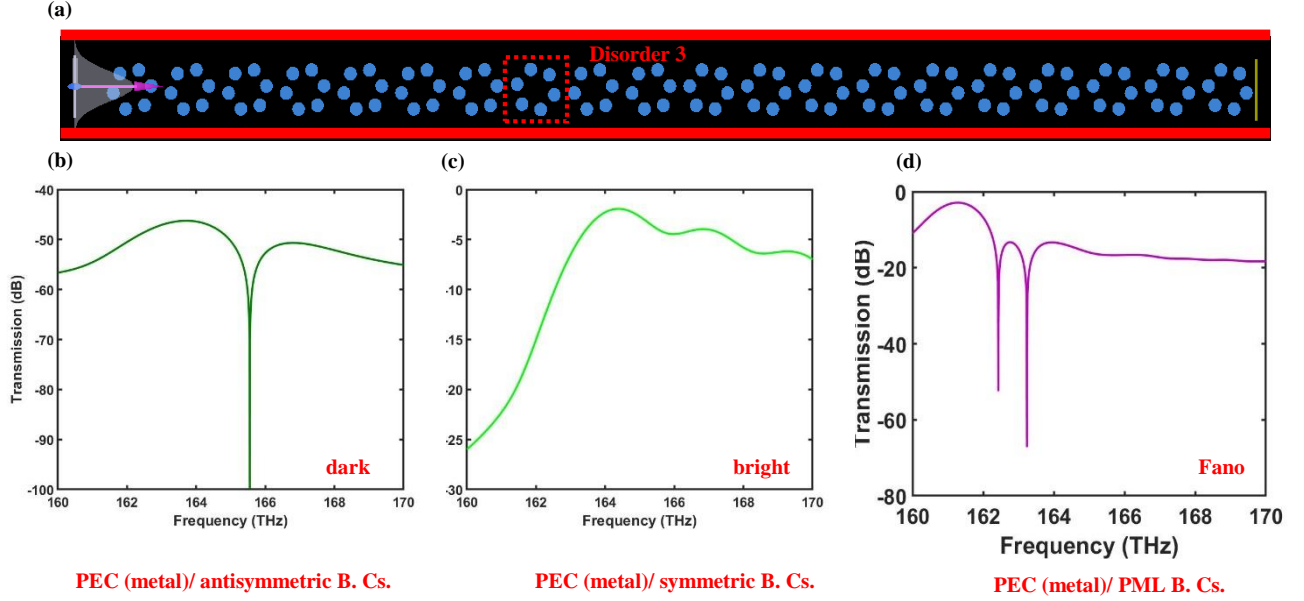 (a)
Disorder 3
(b)
(c)
(d)
-40
-50
-60
-70
-80
-90
-100
Transmission (dB)
dark
160
162
164
166
168
170
Frequency (THz)
0
-5
-10
-15
-20
-25
-30
bright
160
162
164
166
168
170
Frequency (THz)
0
-20
-40
-60
-80
Transmission (dB)
Fano
160
162
164
166
168
170
Frequency (THz)
PEC (metal)/ antisymmetric B. Cs.
PEC (metal)/ symmetric B. Cs.
PEC (metal)/ PML B. Cs.